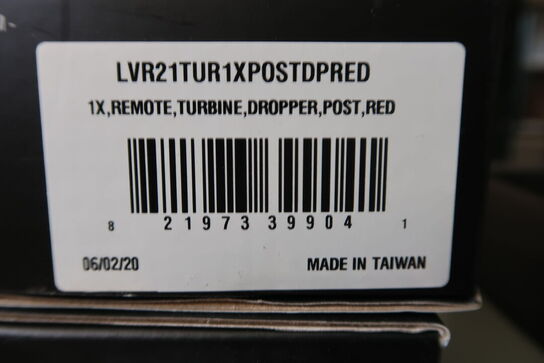 LVR21TUR1XPOSTDPRED
1X,REMOTE,TURBINE,DROPPER,POST,RED
8 21973 39904 1
06/02/20 MADE IN TAIWAN